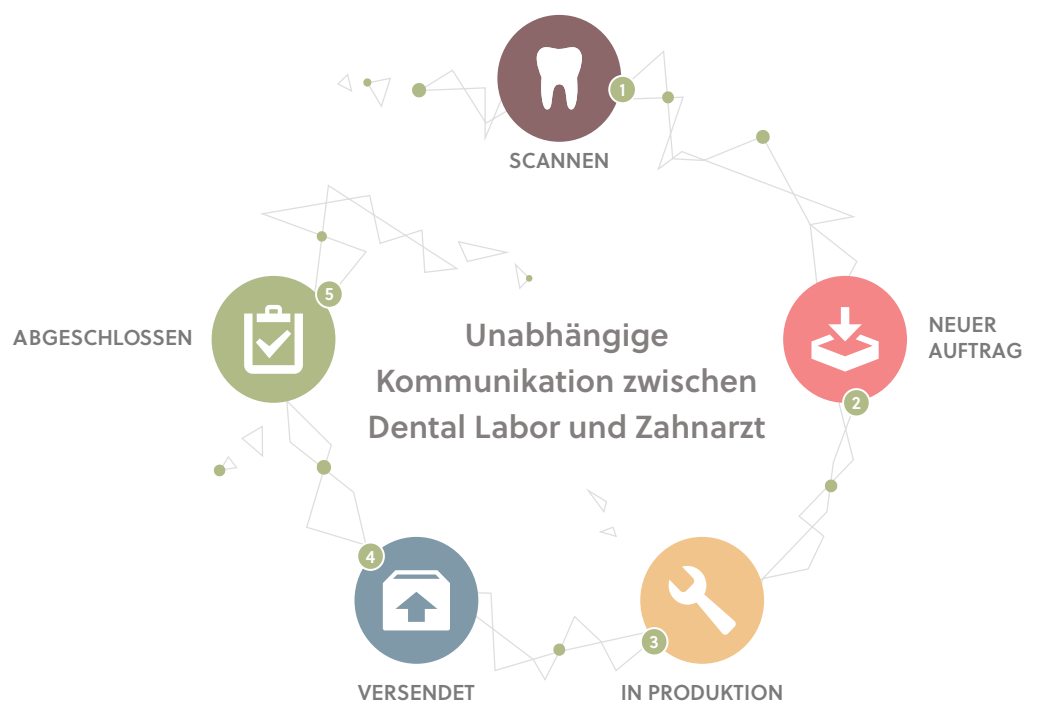 1
SCANNEN
2
NEUER
AUFTRAG
3
IN PRODUKTION
4
VERSENDET
5
ABGESCHLOSSEN
Unabhängige
Kommunikation zwischen
Dental Labor und Zahnarzt